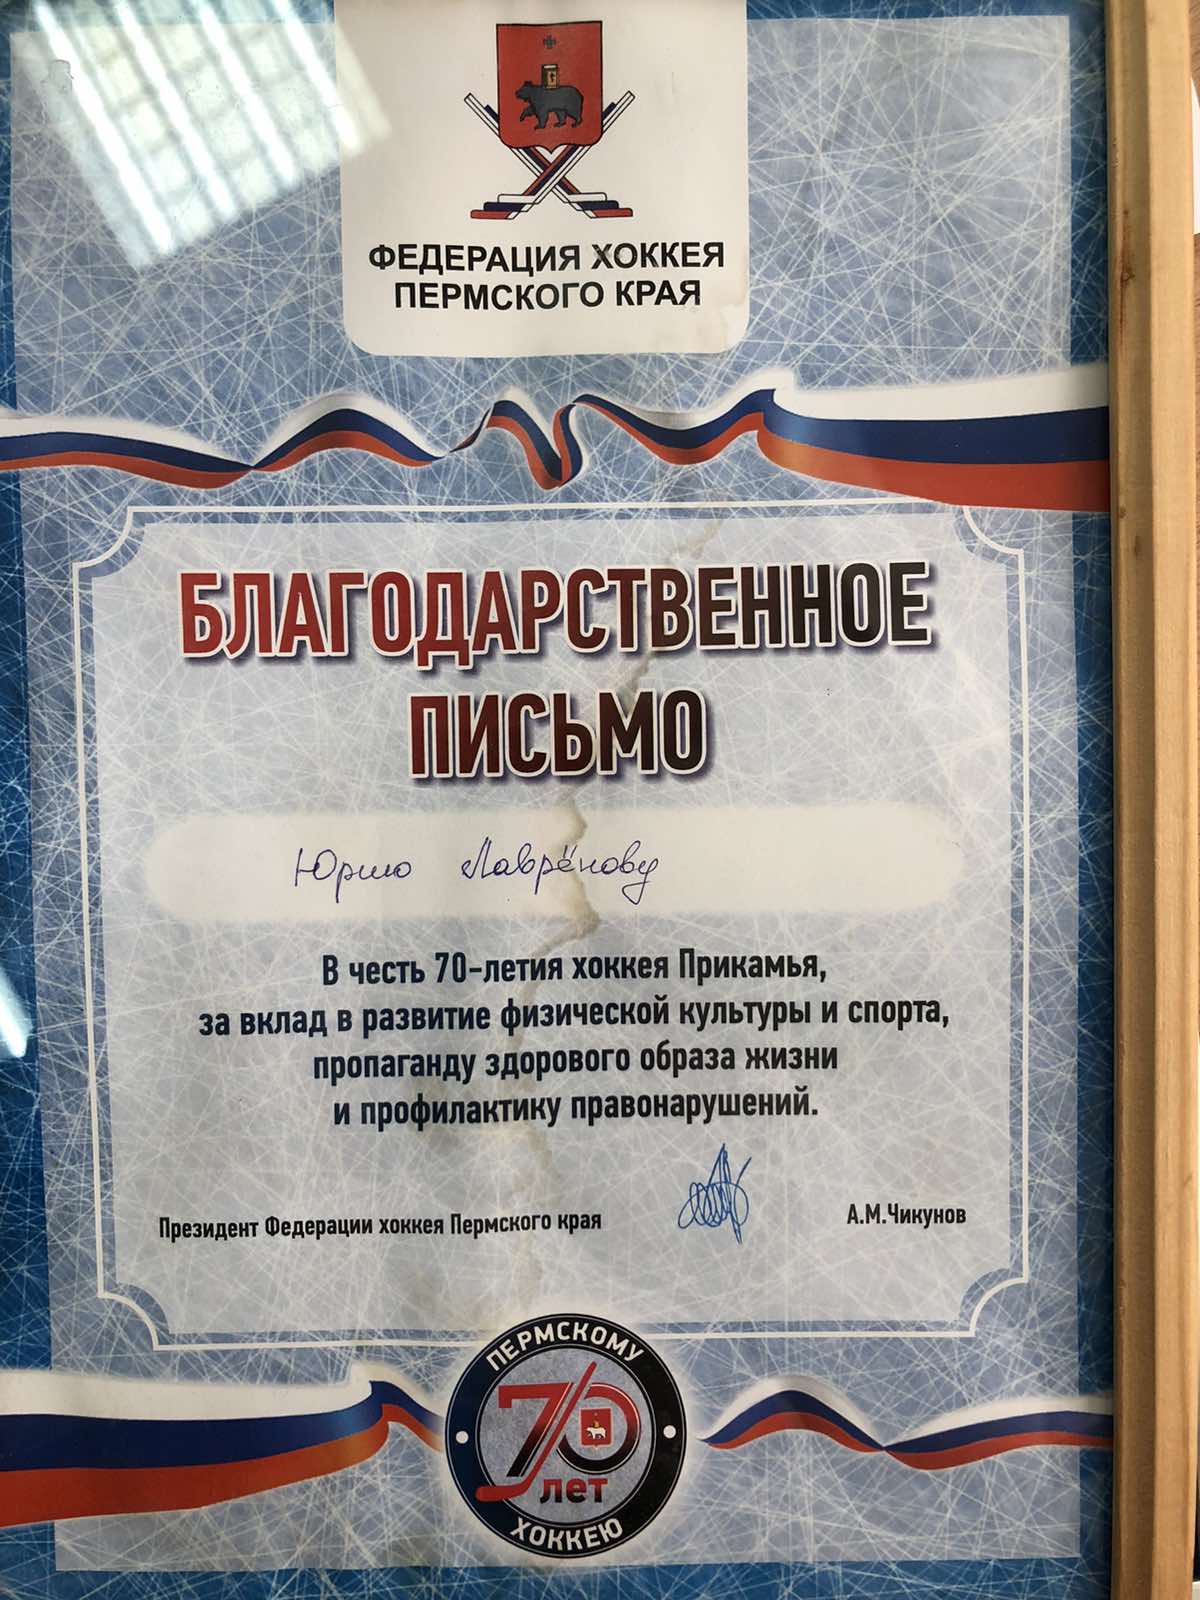 ФЕДЕРАЦИЯ ХОККЕЯ
ПЕРМСКОГО КРАЯ
БЛАГОДАРСТВЕННОЕ
ПИСЬМО
Юрию Лаврёнову
В честь 70-летия хоккея Прикамья,
за вклад в развитие физической культуры и спорта,
пропаганду здорового образа жизни
и профилактику правонарушений.
Президент Федерации хоккея Пермского края А.М.Чикунов
ПЕРМСКОМУ
70
лет
ХОККЕЮ